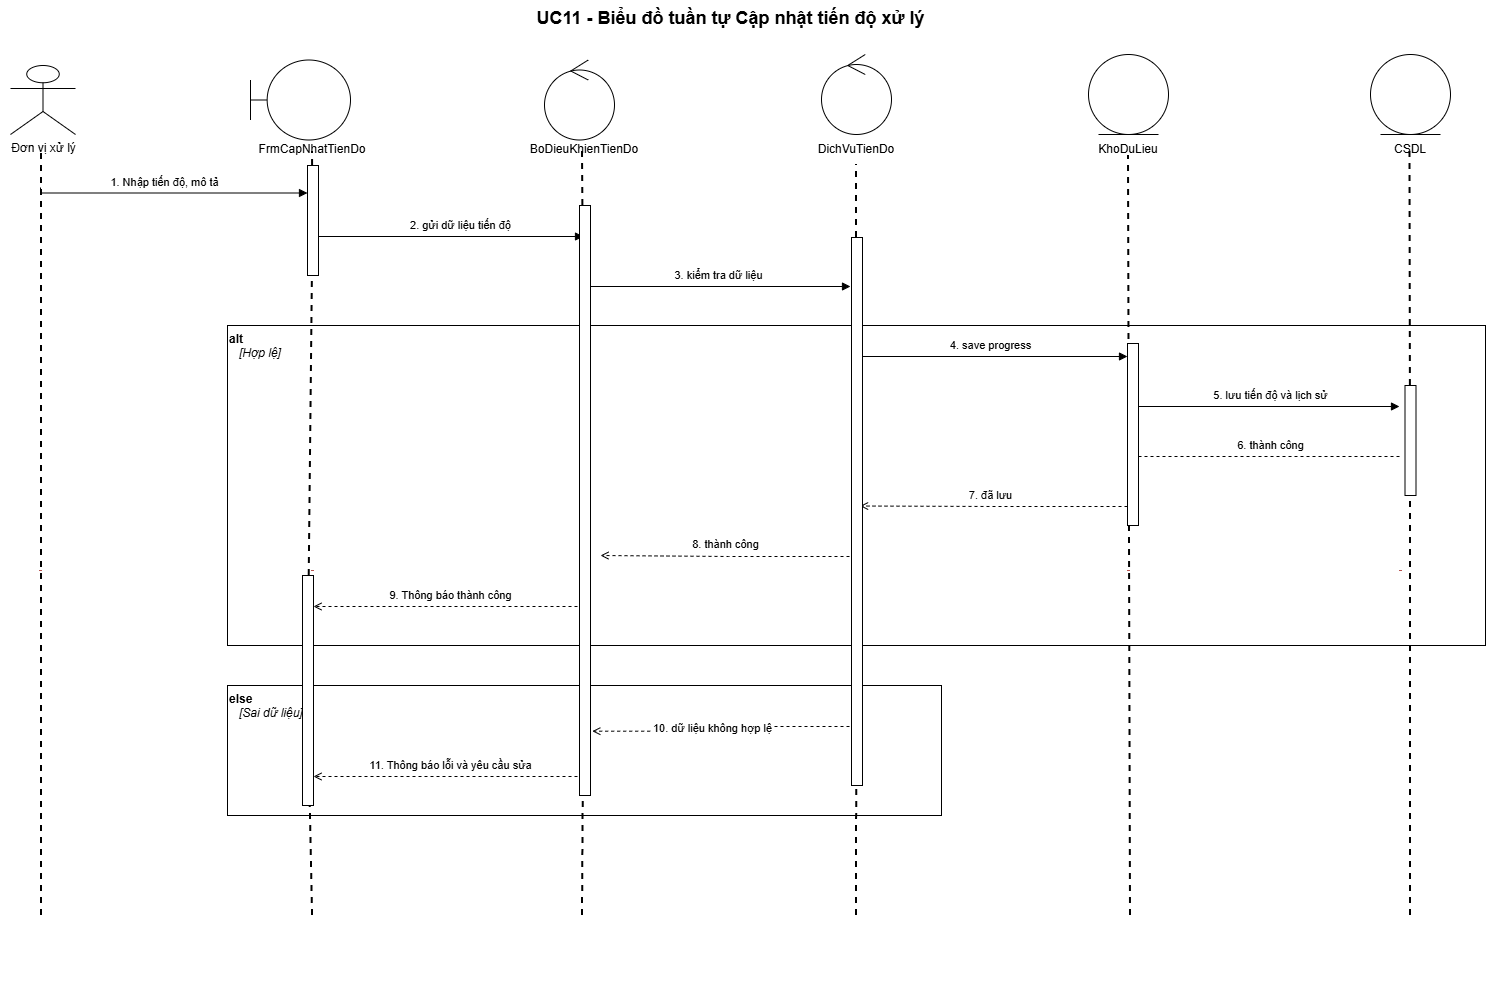 UC11 - Biểu đồ tuần tự Cập nhật tiến độ xử lý
Đơn vị xử lý
FrmCapNhatTienDo
BoDieuKhienTienDo
DichVuTienDo
KhoDuLieu
CSDL
1. Nhập tiến độ, mô tả
2. gửi dữ liệu tiến độ
3. kiểm tra dữ liệu
alt
[Hợp lệ]
4. save progress
5. lưu tiến độ và lịch sử
6. thành công
7. đã lưu
8. thành công
9. Thông báo thành công
else
[Sai dữ liệu]
10. dữ liệu không hợp lệ
11. Thông báo lỗi và yêu cầu sửa